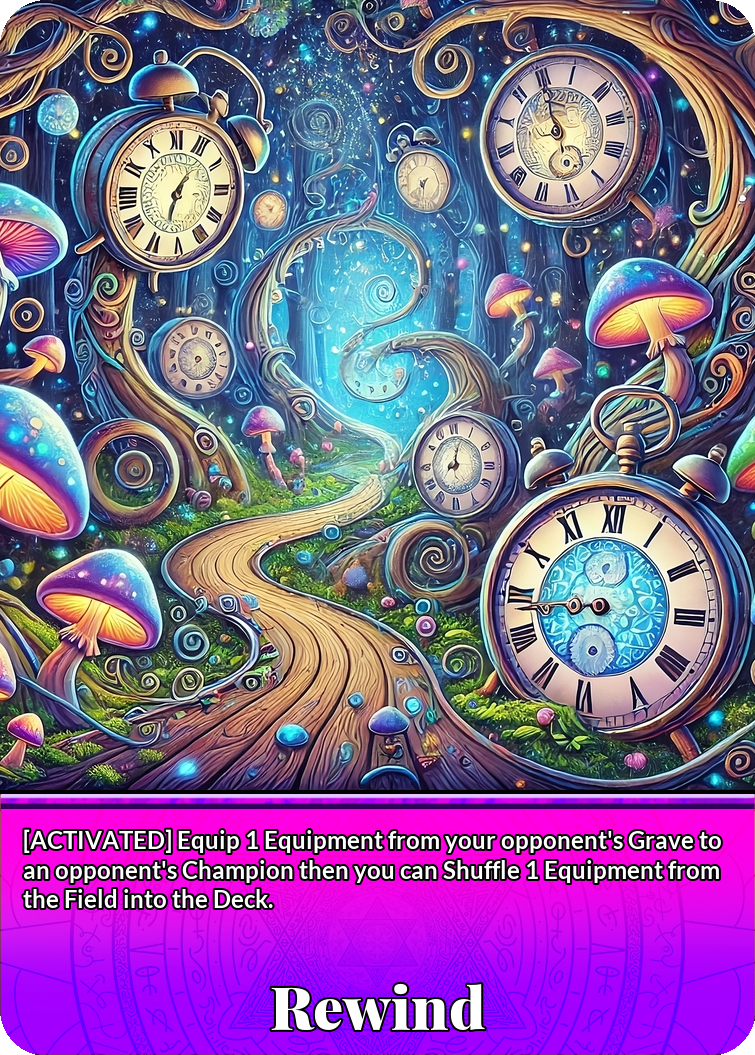 [ACTIVATED] Equip 1 Equipment from your opponent's Grave to
an opponent's Champion then you can Shuffle 1 Equipment from
the Field into the Deck.
Rewind